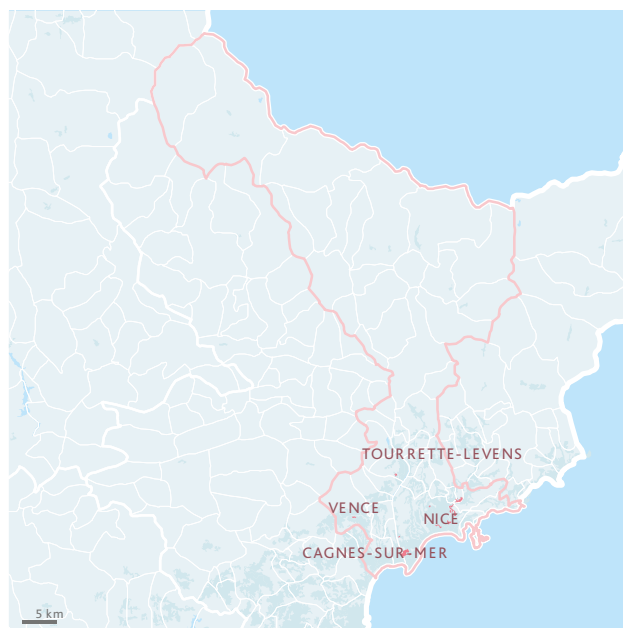 TOURRETTE-LEVENS
VENCE
NICE
CAGNES-SUR-MER
5 km